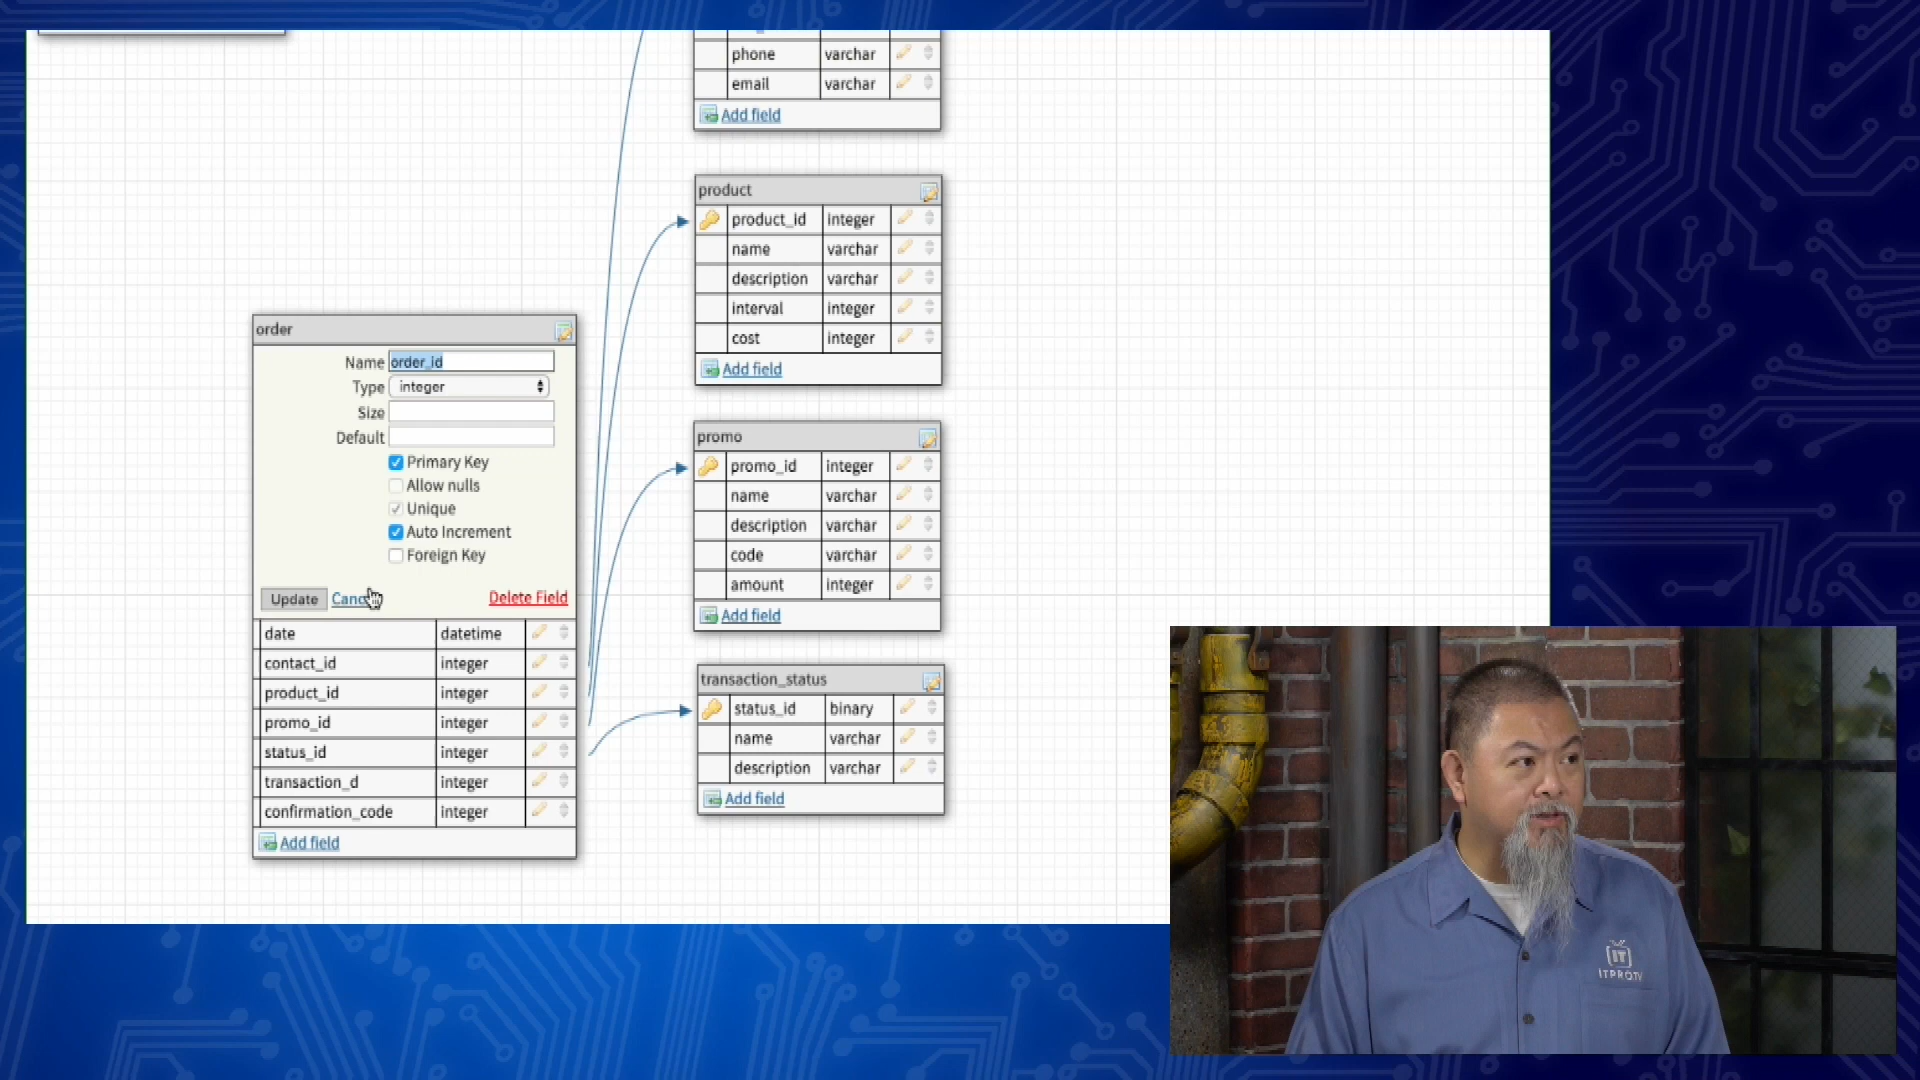 phone varchar
email varchar
Add field
product
product_id integer
name varchar
description varchar
interval integer
cost integer
Add field
order
Name order_id
Type integer
Size
Default
Primary Key
Allow nulls
Unique
Auto Increment
Foreign Key
Update Canc Delete Field
date datetime
contact_id integer
product_id integer
promo_id integer
status_id integer
transaction_d integer
confirmation_code integer
Add field
promo
promo_id integer
name varchar
description varchar
code varchar
amount integer
Add field
transaction_status
status_id binary
name varchar
description varchar
Add field
IT
ITPROTV